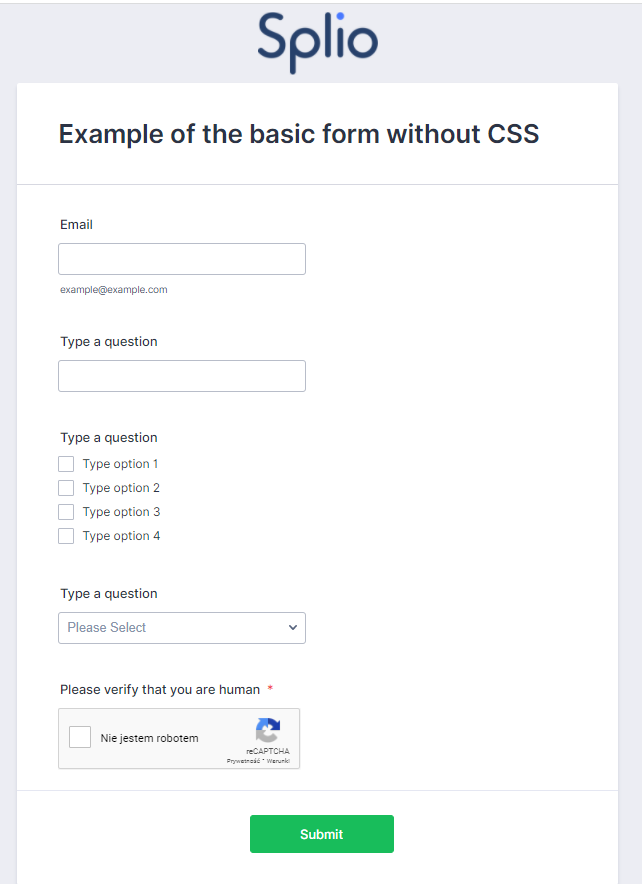 Splio
Example of the basic form without CSS
Email
example@example.com
Type a question
Type a question
Type option 1
Type option 2
Type option 3
Type option 4
Type a question
Please Select
Please verify that you are human *
Nie jestem robotem
reCAPTCHA
Prywatność - Warunki
Submit